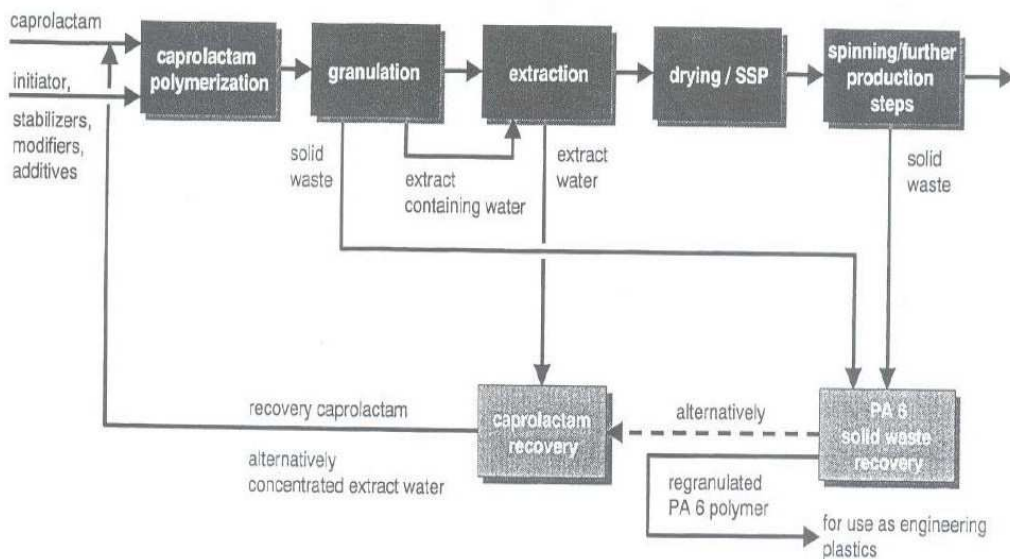 caprolactam
initiator,
stabilizers,
modifiers,
additives
caprolactam
polymerization
granulation
extraction
drying / SSP
spinning/further
production
steps
solid
waste
extract
containing water
extract
water
solid
waste
recovery caprolactam
alternatively
concentrated extract water
caprolactam
recovery
alternatively
PA 6
solid waste
recovery
regranulated
PA 6 polymer
for use as engineering
plastics